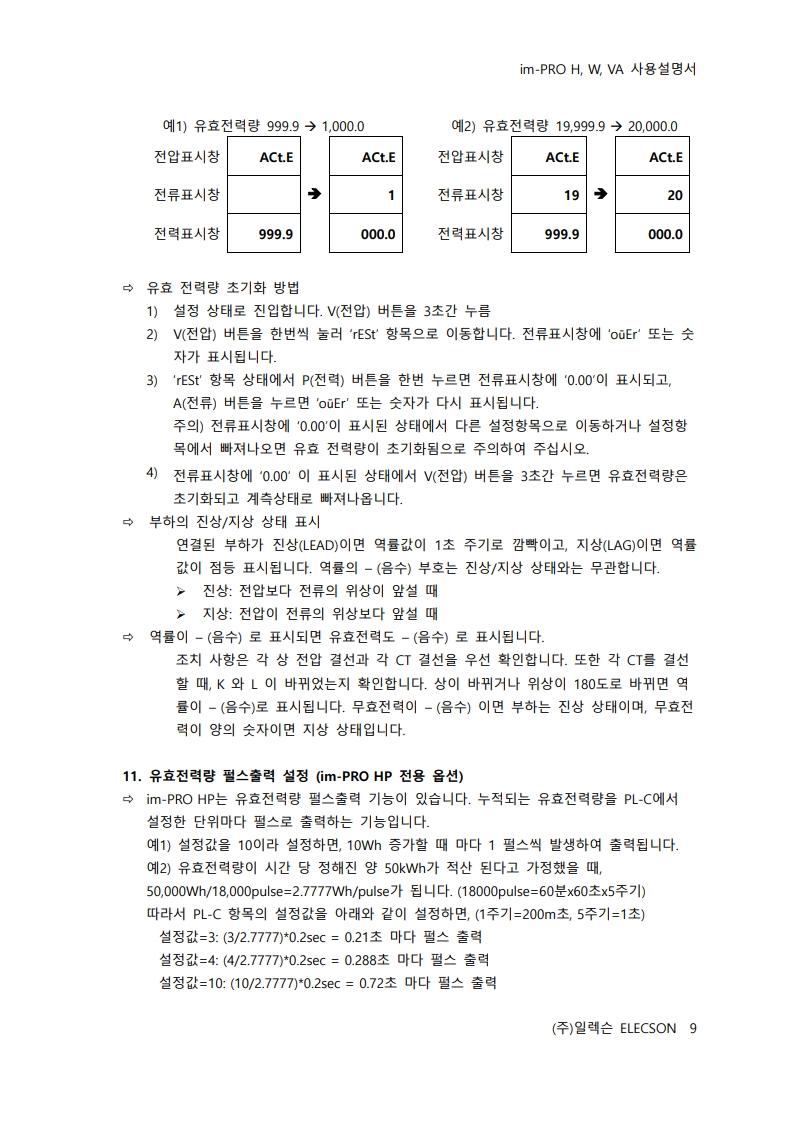 im-PRO H, W, VA 사용설명서
예1) 유효전력량 999.9 → 1,000.0
예2) 유효전력량 19,999.9 → 20,000.0
전압표시창 ACt.E ACt.E
전류표시창 ➔ 1
전력표시창 999.9 000.0
전압표시창 ACt.E ACt.E
전류표시창 19 ➔ 20
전력표시창 999.9 000.0
⇨ 유효 전력량 초기화 방법
1) 설정 상태로 진입합니다. V(전압) 버튼을 3초간 누름
2) V(전압) 버튼을 한번씩 눌러 ‘rESt’ 항목으로 이동합니다. 전류표시창에 ‘oūEr’ 또는 숫
자가 표시됩니다.
3) ‘rESt’ 항목 상태에서 P(전력) 버튼을 한번 누르면 전류표시창에 ‘0.00’이 표시되고,
A(전류) 버튼을 누르면 ‘oūEr’ 또는 숫자가 다시 표시됩니다.
주의) 전류표시창에 ‘0.00’이 표시된 상태에서 다른 설정항목으로 이동하거나 설정항
목에서 빠져나오면 유효 전력량이 초기화됨으로 주의하여 주십시오.
4) 전류표시창에 ‘0.00’ 이 표시된 상태에서 V(전압) 버튼을 3초간 누르면 유효전력량은
초기화되고 계측상태로 빠져나옵니다.
⇨ 부하의 진상/지상 상태 표시
연결된 부하가 진상(LEAD)이면 역률값이 1초 주기로 깜빡이고, 지상(LAG)이면 역률
값이 점등 표시됩니다. 역률의 – (음수) 부호는 진상/지상 상태와는 무관합니다.
➢ 진상: 전압보다 전류의 위상이 앞설 때
➢ 지상: 전압이 전류의 위상보다 앞설 때
⇨ 역률이 – (음수) 로 표시되면 유효전력도 – (음수) 로 표시됩니다.
조치 사항은 각 상 전압 결선과 각 CT 결선을 우선 확인합니다. 또한 각 CT를 결선
할 때, K 와 L 이 바뀌었는지 확인합니다. 상이 바뀌거나 위상이 180도로 바뀌면 역
률이 – (음수)로 표시됩니다. 무효전력이 – (음수) 이면 부하는 진상 상태이며, 무효전
력이 양의 숫자이면 지상 상태입니다.
11. 유효전력량 펄스출력 설정 (im-PRO HP 전용 옵션)
⇨ im-PRO HP는 유효전력량 펄스출력 기능이 있습니다. 누적되는 유효전력량을 PL-C에서
설정한 단위마다 펄스로 출력하는 기능입니다.
예1) 설정값을 10이라 설정하면, 10Wh 증가할 때 마다 1 펄스씩 발생하여 출력됩니다.
예2) 유효전력량이 시간 당 정해진 양 50kWh가 적산 된다고 가정했을 때,
50,000Wh/18,000pulse=2.7777Wh/pulse가 됩니다. (18000pulse=60분x60초x5주기)
따라서 PL-C 항목의 설정값을 아래와 같이 설정하면, (1주기=200m초, 5주기=1초)
설정값=3: (3/2.7777)*0.2sec = 0.21초 마다 펄스 출력
설정값=4: (4/2.7777)*0.2sec = 0.288초 마다 펄스 출력
설정값=10: (10/2.7777)*0.2sec = 0.72초 마다 펄스 출력
(주)일렉슨 ELECSON 9